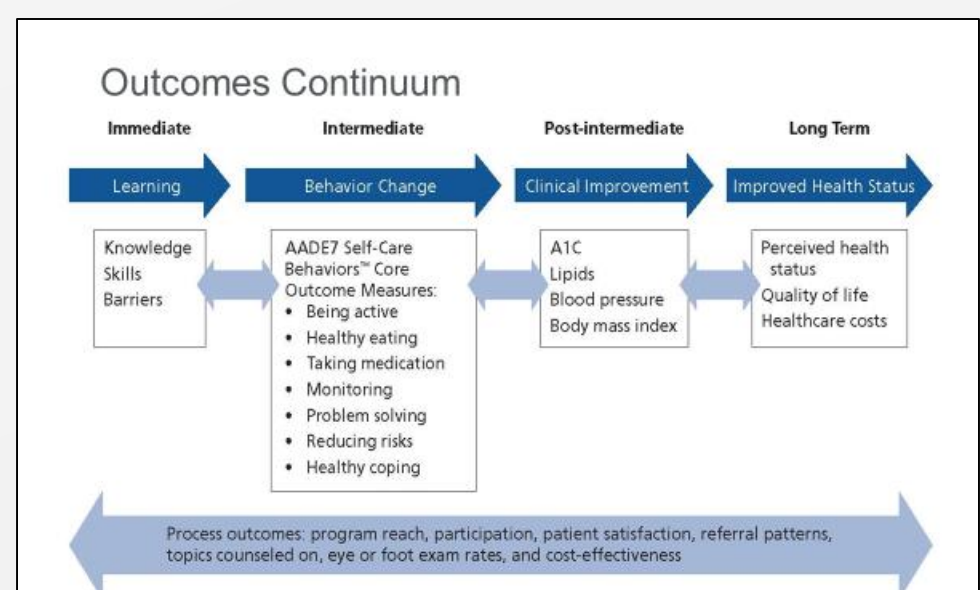 Outcomes Continuum
Immediate
Intermediate
Post-intermediate
Long Term
Learning
Behavior Change
Clinical Improvement
Improved Health Status
Knowledge
Skills
Barriers
AADE7 Self-Care
Behaviors™ Core
Outcome Measures:
• Being active
• Healthy eating
• Taking medication
• Monitoring
• Problem solving
• Reducing risks
• Healthy coping
A1C
Lipids
Blood pressure
Body mass index
Perceived health
status
Quality of life
Healthcare costs
Process outcomes: program reach, participation, patient satisfaction, referral patterns,
topics counseled on, eye or foot exam rates, and cost-effectiveness